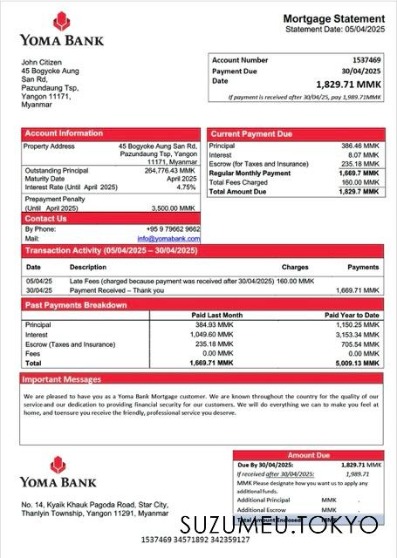 YOMA BANK
Mortgage Statement
Statement Date: 05/04/2025
John Citizen
45 Bogyoke Aung
San Rd,
Pazundaung Tsp,
Yangon 11171,
Myanmar
Account Number 1537469
Payment Due 30/04/2025
Date 1,829.71 MMK
If payment is received after 30/04/25, pay 1,989.71MMK
Account Information
Property Address 45 Bogyoke Aung San Rd,
Pazundaung Tsp, Yangon
11171, Myanmar
Outstanding Principal 264,776.43 MMK
Maturity Date April 2025
Interest Rate (Until April 2025) 4.75%
Prepayment Penalty
(Until April 2025) 3,500.00 MMK
Contact Us
By Phone: +95 9 79662 9662
Mail: info@yomabank.com
Current Payment Due
Principal 386.46 MMK
Interest 8.07 MMK
Escrow (for Taxes and Insurance) 235.18 MMK
Regular Monthly Payment 1,669.7 MMK
Total Fees Charged 160.00 MMK
Total Amount Due 1,829.7 MMK
Transaction Activity (05/04/2025 – 30/04/2025)
Date Description Charges Payments
05/04/25 Late Fees (charged because payment was received after 30/04/2025) 160.00 MMK
30/04/25 Payment Received – Thank you 1,669.71 MMK
Past Payments Breakdown
Paid Last Month Paid Year to Date
Principal 384.93 MMK 1,150.25 MMK
Interest 1,049.60 MMK 3,153.34 MMK
Escrow (Taxes and Insurance) 235.18 MMK 705.54 MMK
Fees 0.00 MMK 0.00 MMK
Total 1,669.71 MMK 5,009.13 MMK
Important Messages
We are pleased to have you as a Yoma Bank Mortgage customer. We are known throughout the country for the quality of our
service and our dedication to providing financial security for our customers. We will do everything we can to make you feel at
home, and toensure you receive the friendly, professional service you deserve.
YOMA BANK
No. 14, Kyaik Khauk Pagoda Road, Star City,
Thanlyin Township, Yangon 11291, Myanmar
Amount Due
Due By 30/04/2025: 1,829.71 MMK
If received after 30/04/2025: 1,989.71
MMK Please designate how you want us to apply any
additional funds.
Additional Principal MMK
Additional Escrow MMK
Total Amount Enclosed MMK
SUZUMEU.TOKYO
1537469 34571892 342359127